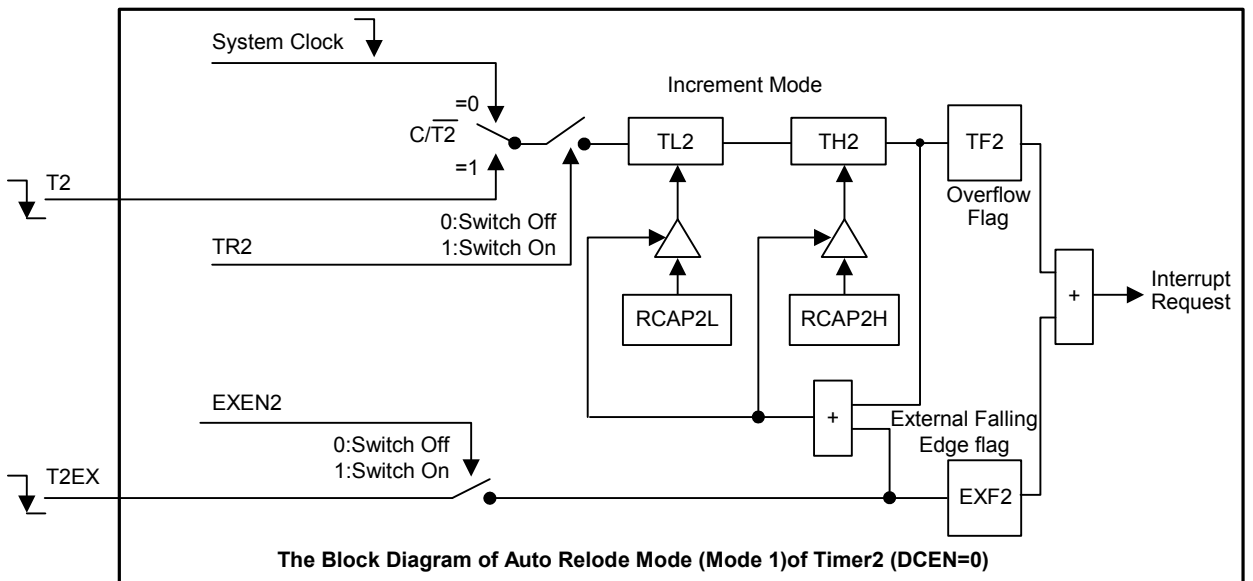 System Clock
Increment Mode
=0
C/T2
=1
TL2
TH2
TF2
Overflow
Flag
T2
0:Switch Off
1:Switch On
TR2
+
Interrupt
Request
RCAP2L
RCAP2H
EXEN2
0:Switch Off
1:Switch On
+
External Falling
Edge flag
T2EX
EXF2
The Block Diagram of Auto Relode Mode (Mode 1)of Timer2 (DCEN=0)